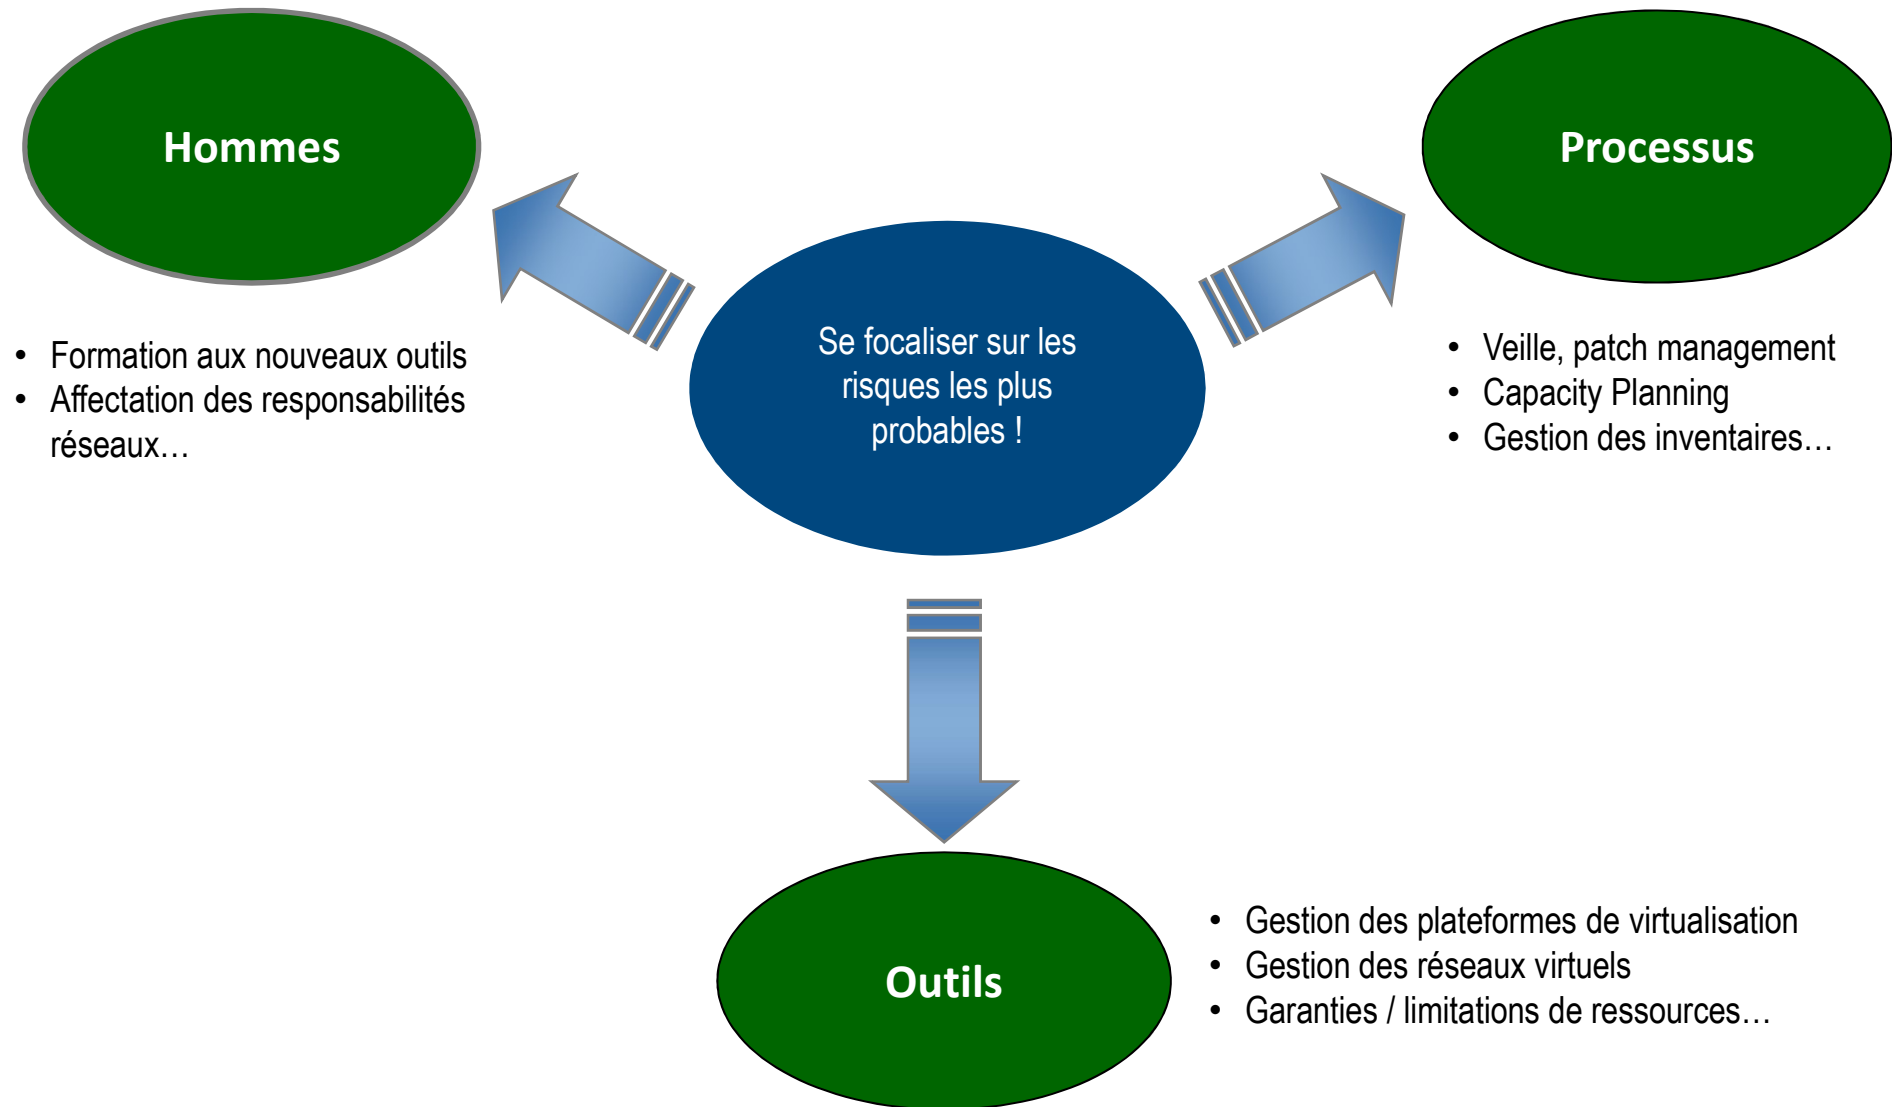 Hommes
• Formation aux nouveaux outils
• Affectation des responsabilités
réseaux…
Se focaliser sur les
risques les plus
probables !
Processus
• Veille, patch management
• Capacity Planning
• Gestion des inventaires…
Outils
• Gestion des plateformes de virtualisation
• Gestion des réseaux virtuels
• Garanties / limitations de ressources…